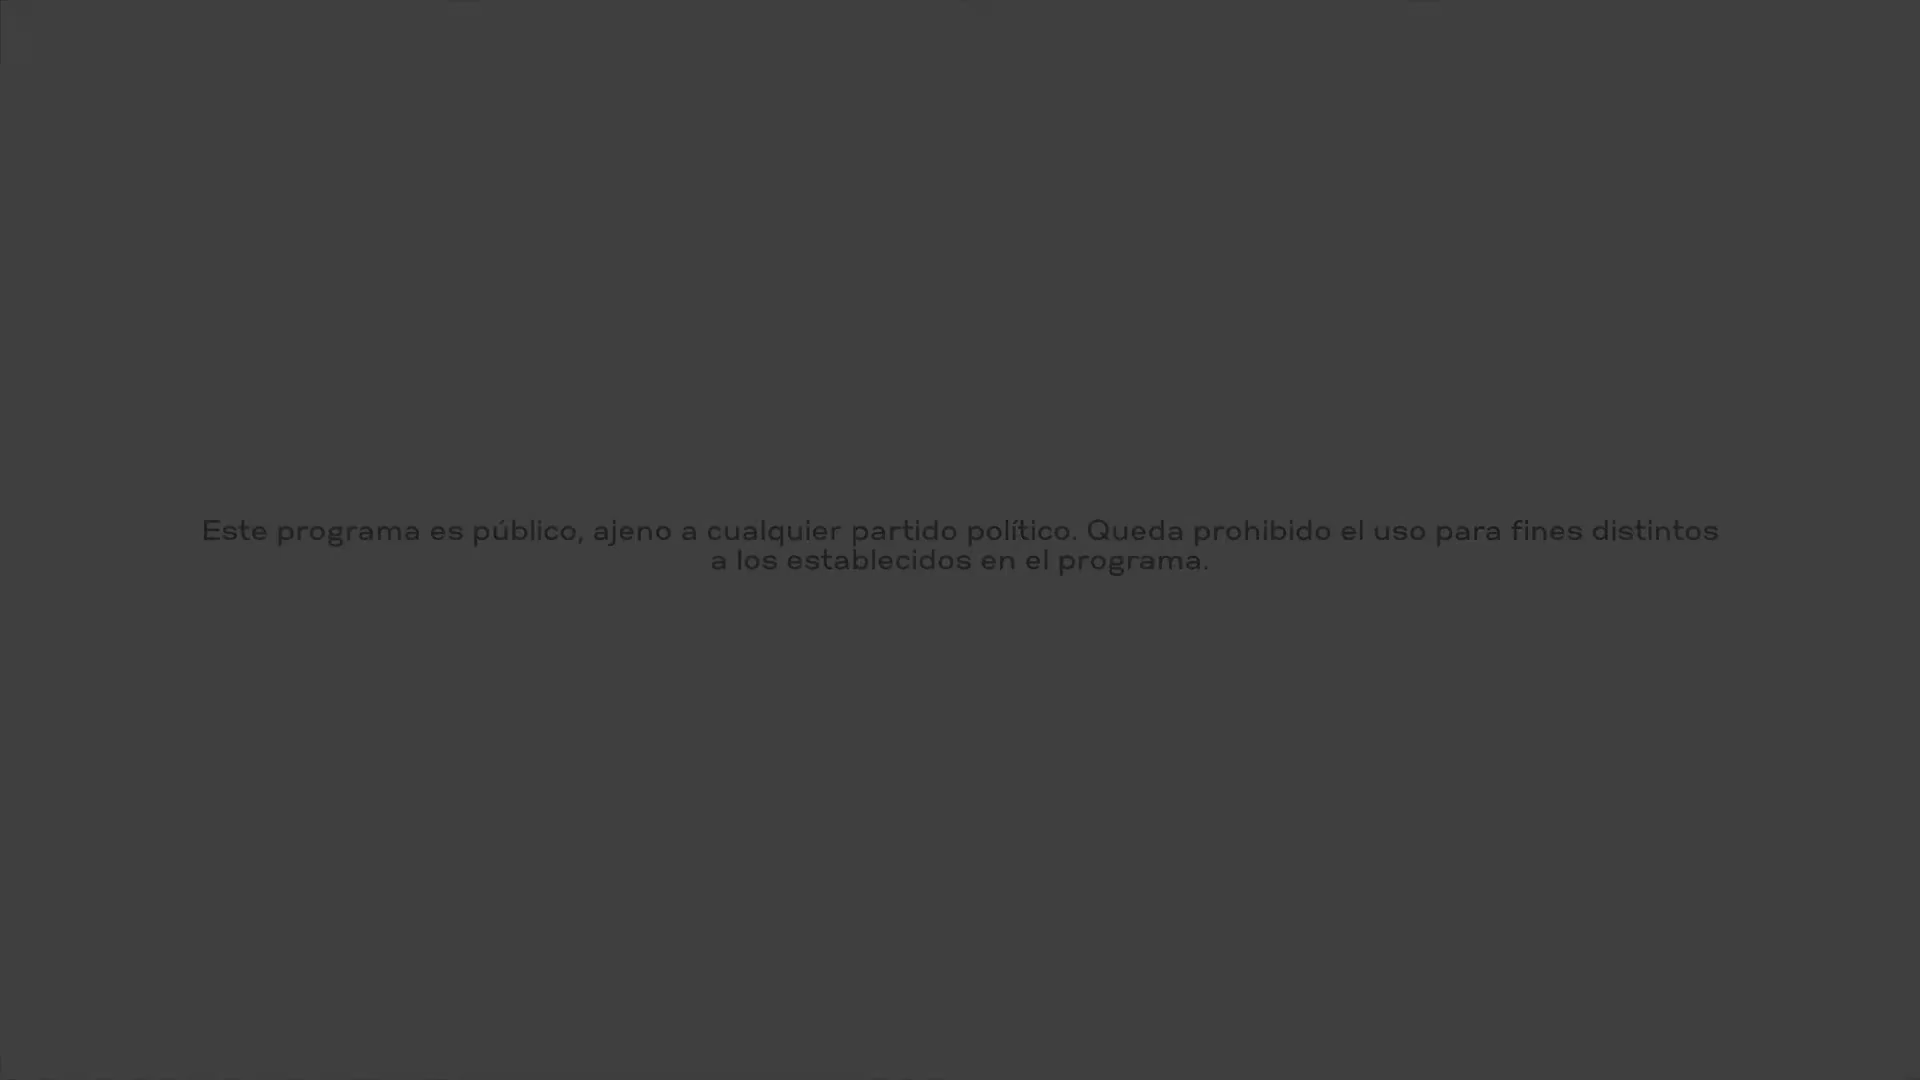 Este programa es público, ajeno a cualquier partido político. Queda prohibido el uso para fines distintos
a los establecidos en el programa.